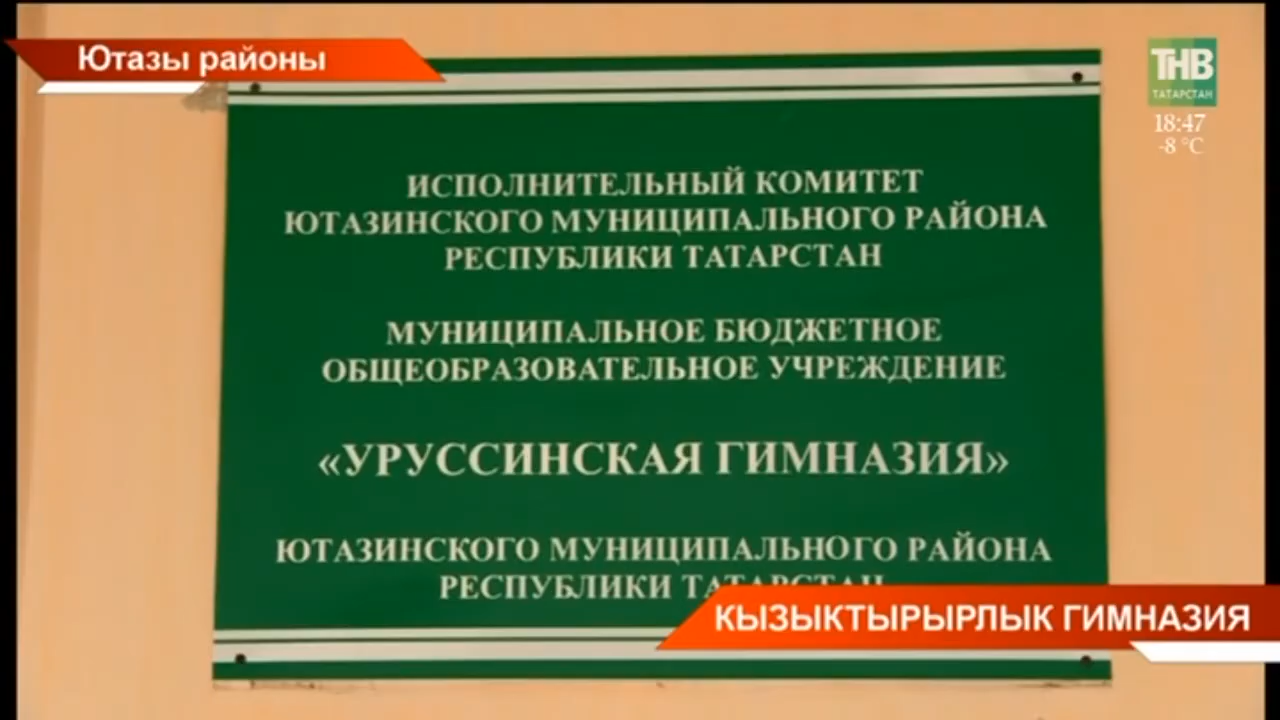 Ютазы районы
ТНВ
ТАТАРСТАН
18:47
-8 °C
ИСПОЛНИТЕЛЬНЫЙ КОМИТЕТ
ЮТАЗИНСКОГО МУНИЦИПАЛЬНОГО РАЙОНА
РЕСПУБЛИКИ ТАТАРСТАН
МУНИЦИПАЛЬНОЕ БЮДЖЕТНОЕ
ОБЩЕОБРАЗОВАТЕЛЬНОЕ УЧРЕЖДЕНИЕ
«УРУССИНСКАЯ ГИМНАЗИЯ»
ЮТАЗИНСКОГО МУНИЦИПАЛЬНОГО РАЙОНА
РЕСПУБЛИКИ ТАТАРСТАН
КЫЗЫКТЫРЫРЛЫК ГИМНАЗИЯ